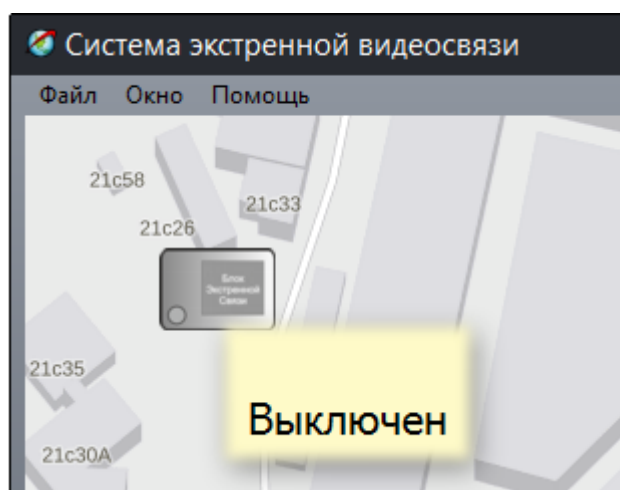 Система экстренной видеосвязи
Файл Окно Помощь
21с58
21с33
21с26
Блок
Экстренной
Связи
21с35
Выключен
21с30А